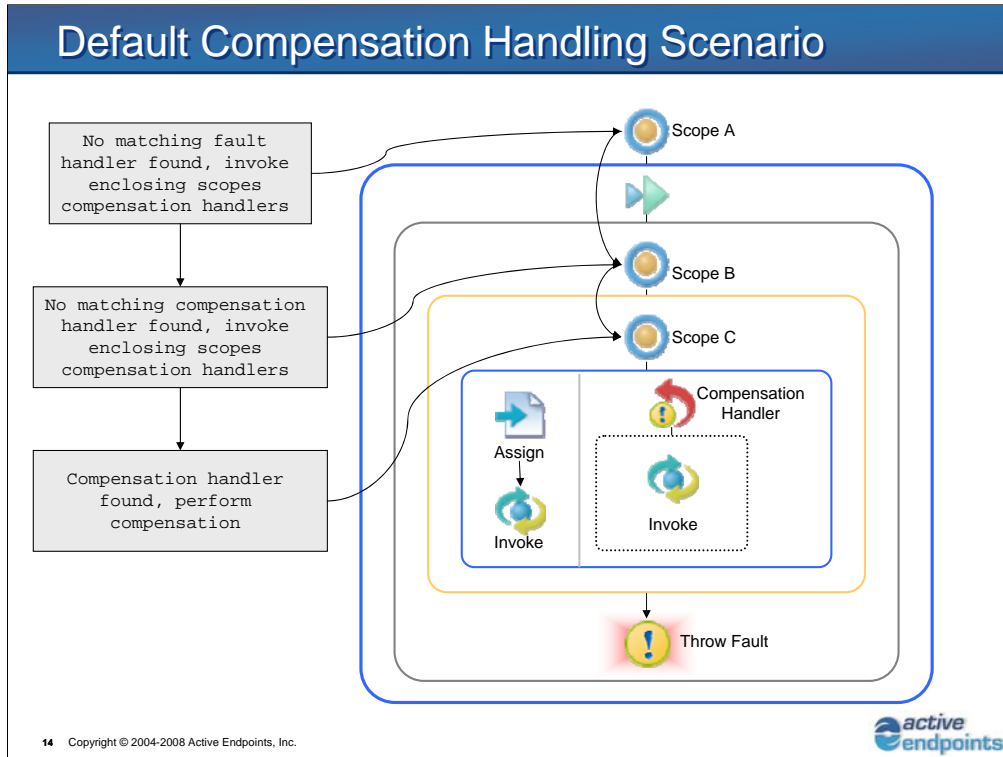 Default Compensation Handling Scenario
No matching fault
handler found, invoke
enclosing scopes
compensation handlers
No matching compensation
handler found, invoke
enclosing scopes
compensation handlers
Compensation handler
found, perform
compensation
Scope A
Scope B
Scope C
Assign
Invoke
Compensation
Handler
Invoke
Throw Fault
14 Copyright © 2004-2008 Active Endpoints, Inc.
active
endpoints